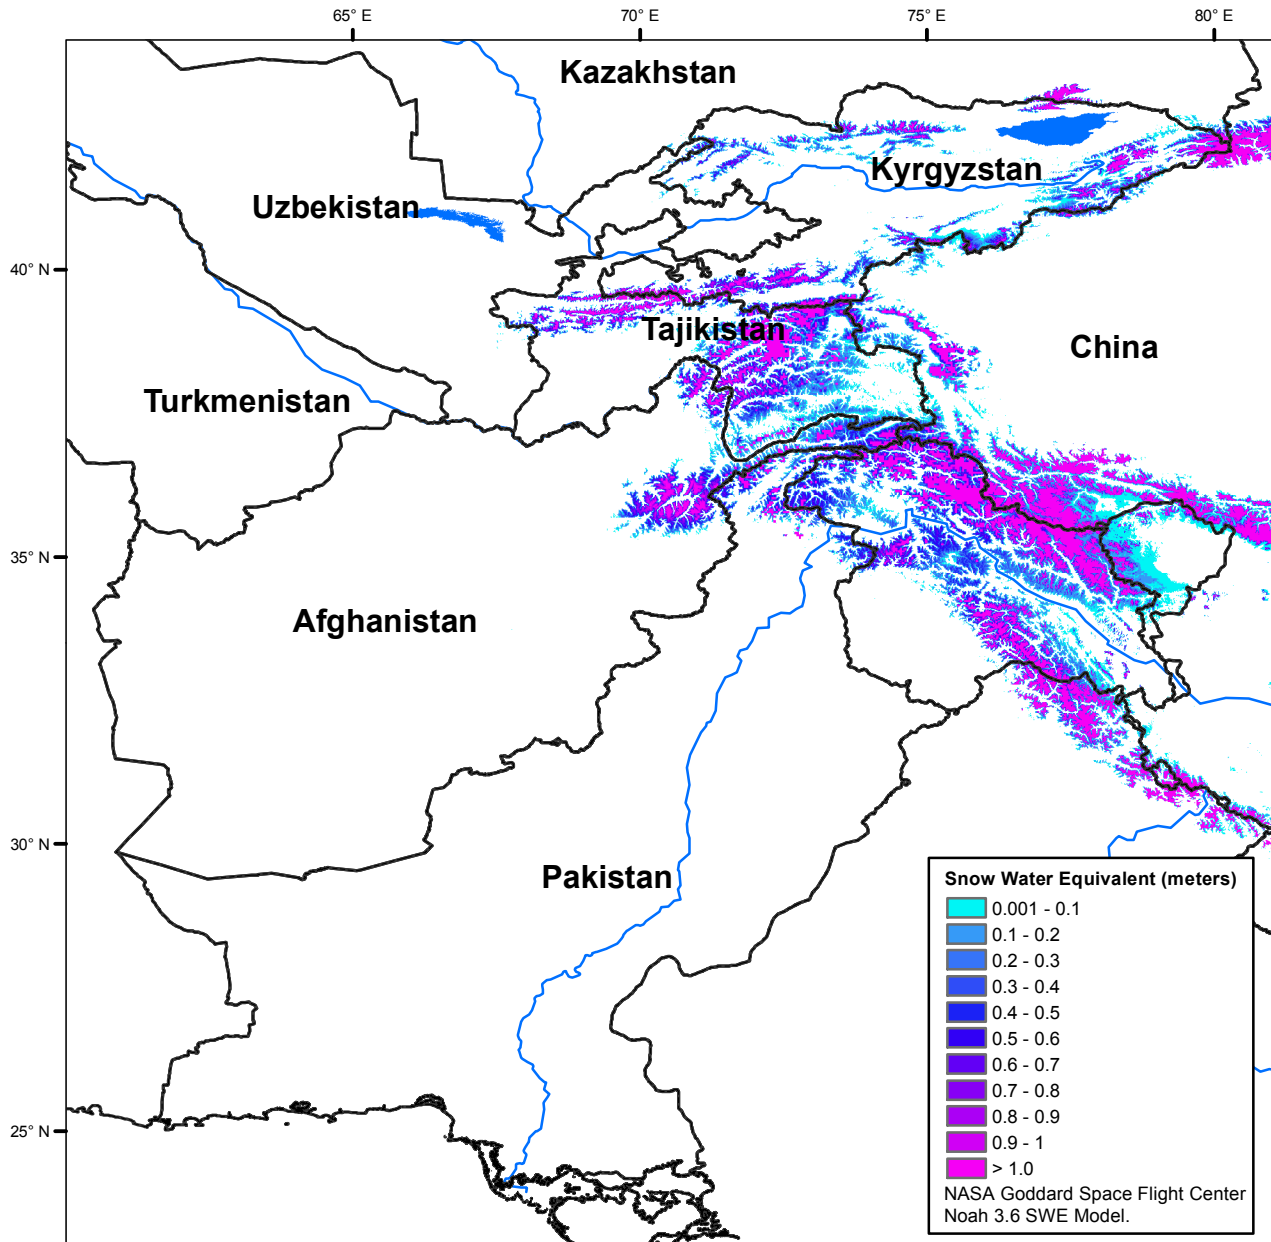 65° E
70° E
75° E
80° E
Kazakhstan
Kyrgyzstan
Uzbekistan
40° N
Tajikistan
China
Turkmenistan
35° N
Afghanistan
30° N
Pakistan
25° N
Snow Water Equivalent (meters)
0.001 - 0.1
0.1 - 0.2
0.2 - 0.3
0.3 - 0.4
0.4 - 0.5
0.5 - 0.6
0.6 - 0.7
0.7 - 0.8
0.8 - 0.9
0.9 - 1
> 1.0
NASA Goddard Space Flight Center
Noah 3.6 SWE Model.